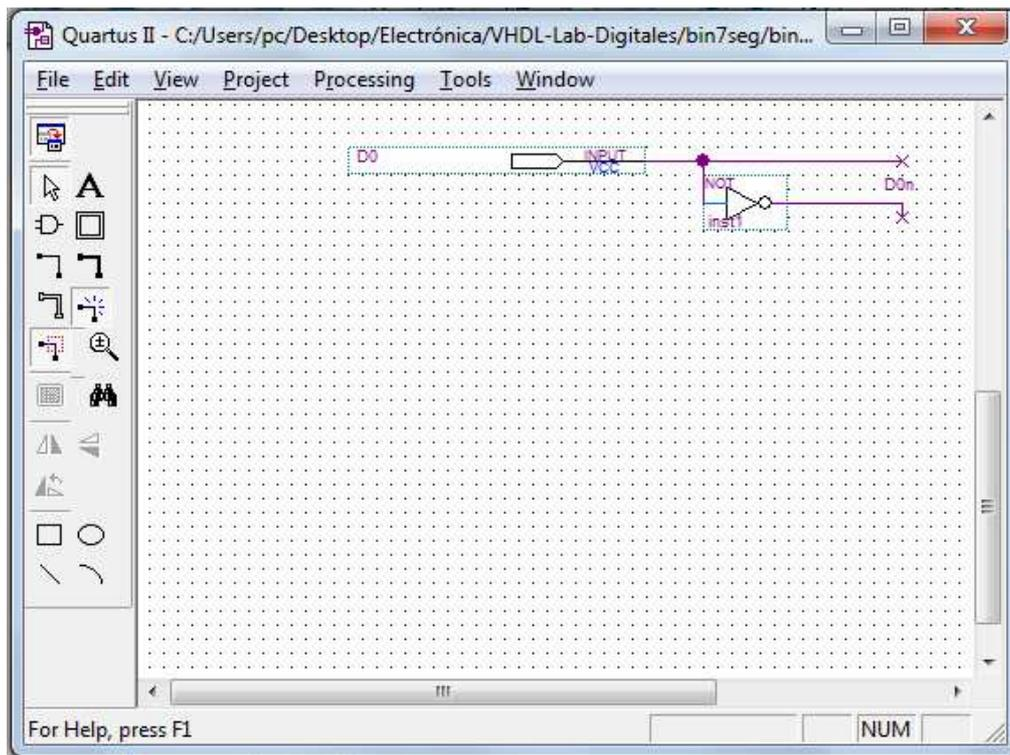 Quartus II - C:/Users/pc/Desktop/Electrónica/VHDL-Lab-Digitales/bin7seg/bin...
File Edit View Project Processing Tools Window
A
D0
INPUT
VCC
D0n
NOT
inst1
For Help, press F1
NUM